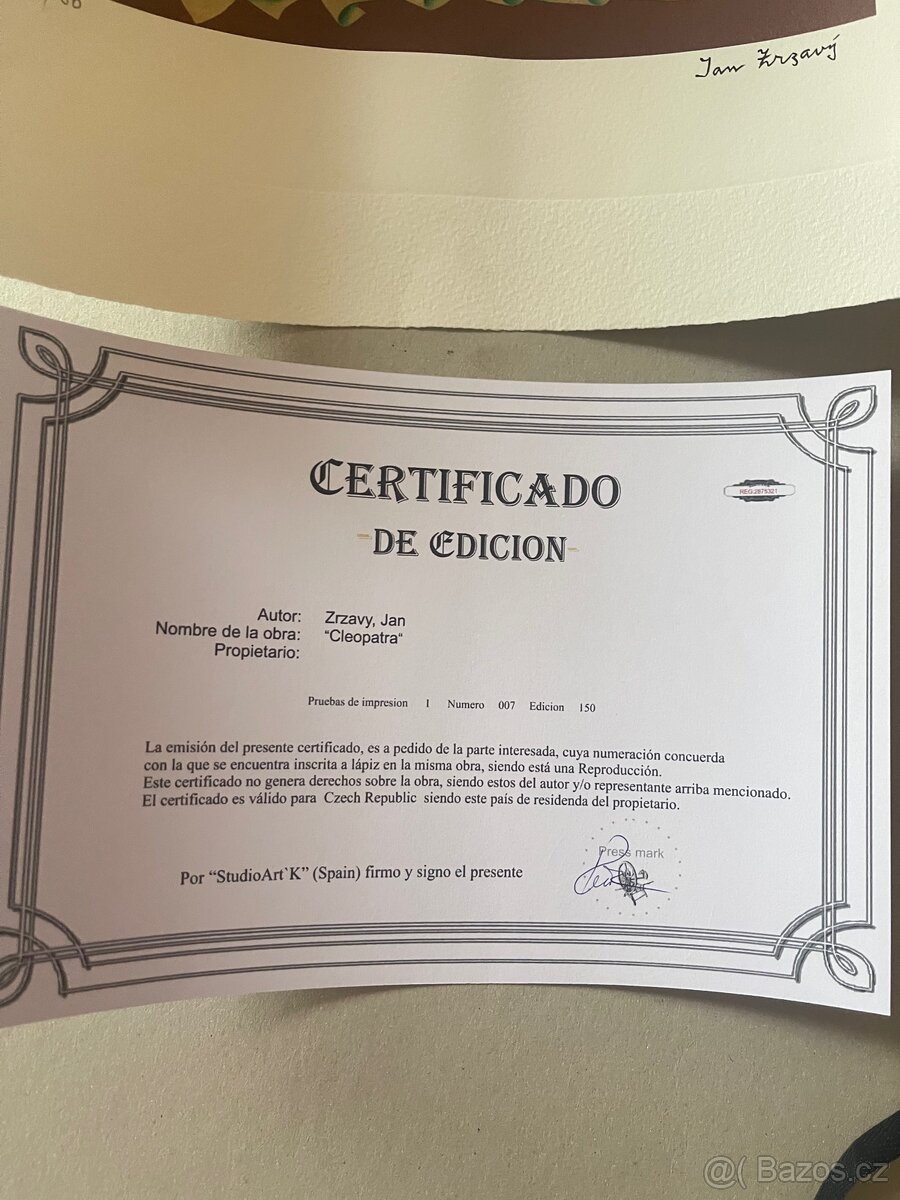 Jan Zrzavý
CERTIFICADO
DE EDICION
REG:2875321
Autor: Zrzavy, Jan
Nombre de la obra: "Cleopatra"
Propietario:
Pruebas de impresion I Numero 007 Edicion 150
La emisión del presente certificado, es a pedido de la parte interesada, cuya numeración concuerda
con la que se encuentra inscrita a lápiz en la misma obra, siendo está una Reproducción.
Este certificado no genera derechos sobre la obra, siendo estos del autor y/o representante arriba mencionado.
El certificado es válido para Czech Republic siendo este país de residenda del propietario.
Press mark
Por "StudioArt`K" (Spain) firmo y signo el presente
@( Bazos.cz